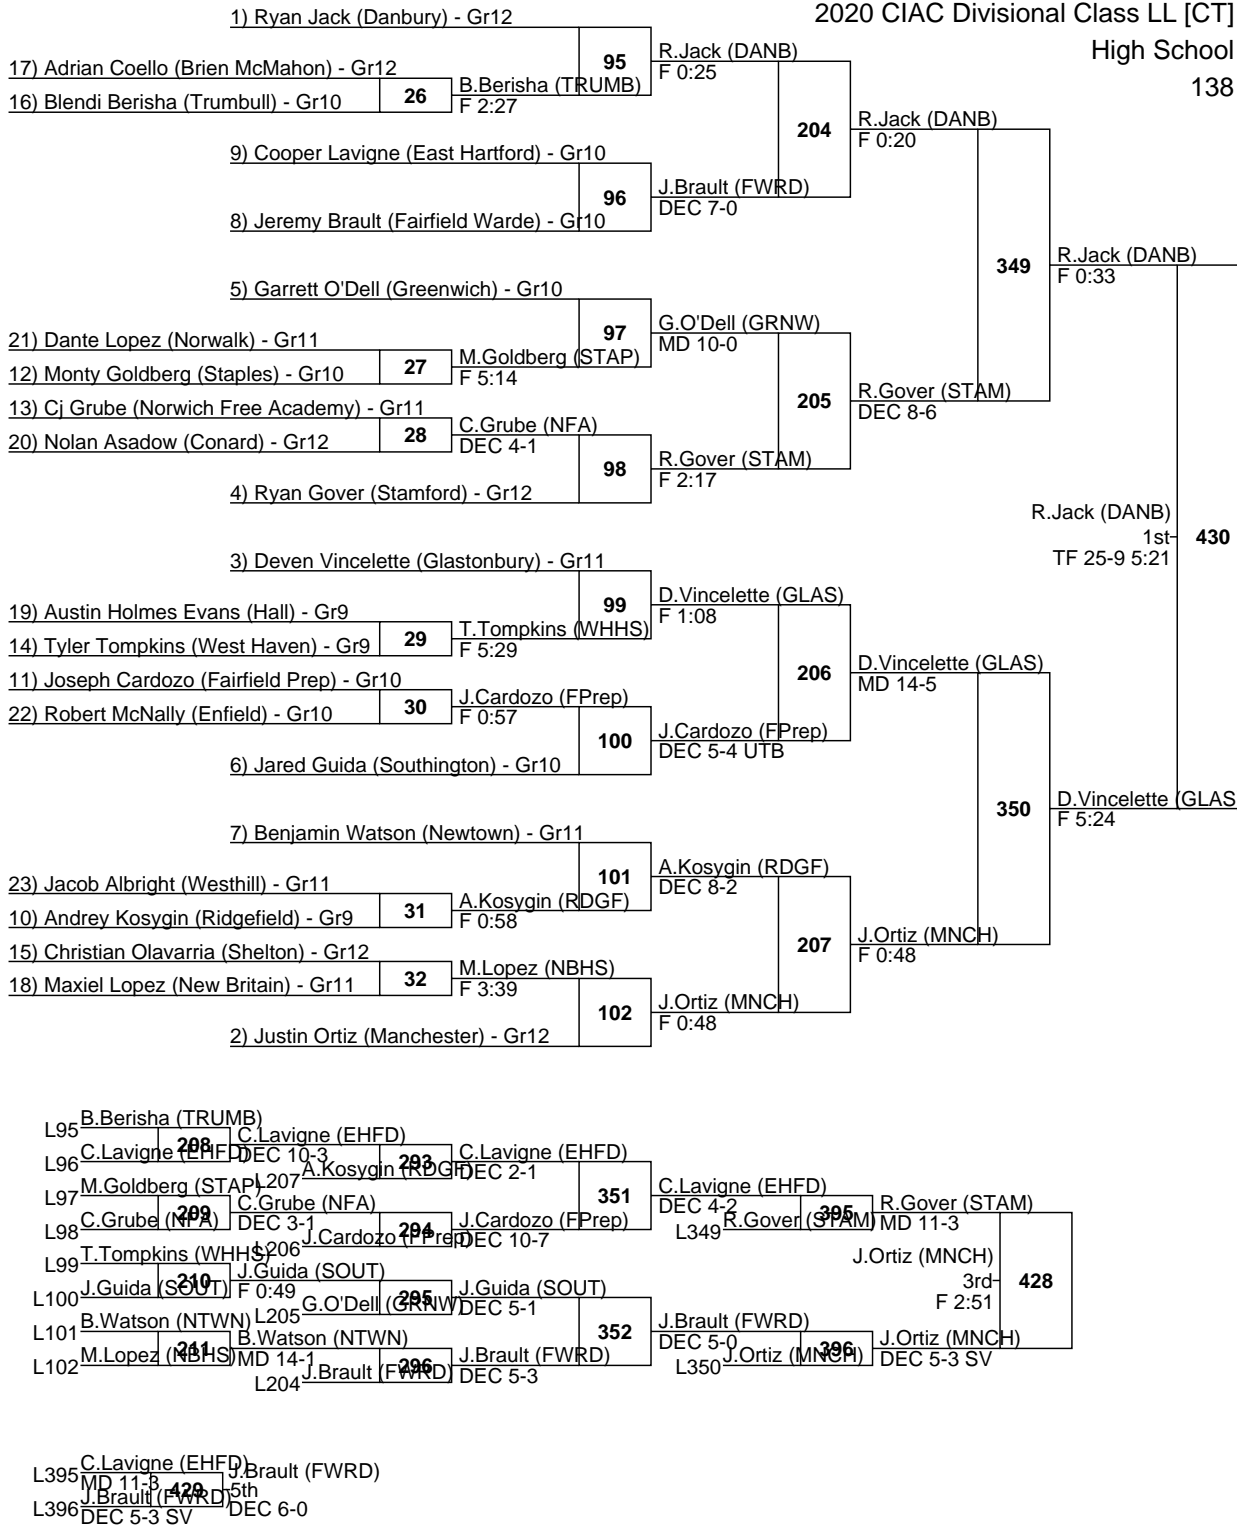 1) Ryan Jack (Danbury) - Gr12
2020 CIAC Divisional Class LL [CT]
High School
138
95
R.Jack (DANB)
F 0:25
17) Adrian Coello (Brien McMahon) - Gr12
16) Blendi Berisha (Trumbull) - Gr10
26
B.Berisha (TRUMB)
F 2:27
204
R.Jack (DANB)
F 0:20
9) Cooper Lavigne (East Hartford) - Gr10
96
J.Brault (FWRD)
DEC 7-0
8) Jeremy Brault (Fairfield Warde) - Gr10
349
R.Jack (DANB)
F 0:33
5) Garrett O'Dell (Greenwich) - Gr10
97
G.O'Dell (GRNW)
MD 10-0
21) Dante Lopez (Norwalk) - Gr11
12) Monty Goldberg (Staples) - Gr10
27
M.Goldberg (STAP)
F 5:14
205
R.Gover (STAM)
DEC 8-6
13) Cj Grube (Norwich Free Academy) - Gr11
20) Nolan Asadow (Conard) - Gr12
28
C.Grube (NFA)
DEC 4-1
98
R.Gover (STAM)
F 2:17
4) Ryan Gover (Stamford) - Gr12
R.Jack (DANB)
1st
TF 25-9 5:21
430
3) Deven Vincelette (Glastonbury) - Gr11
99
D.Vincelette (GLAS)
F 1:08
19) Austin Holmes Evans (Hall) - Gr9
14) Tyler Tompkins (West Haven) - Gr9
29
T.Tompkins (WHHS)
F 5:29
206
D.Vincelette (GLAS)
MD 14-5
11) Joseph Cardozo (Fairfield Prep) - Gr10
22) Robert McNally (Enfield) - Gr10
30
J.Cardozo (FPrep)
F 0:57
100
J.Cardozo (FPrep)
DEC 5-4 UTB
6) Jared Guida (Southington) - Gr10
350
D.Vincelette (GLAS
F 5:24
7) Benjamin Watson (Newtown) - Gr11
101
A.Kosygin (RDGF)
DEC 8-2
23) Jacob Albright (Westhill) - Gr11
10) Andrey Kosygin (Ridgefield) - Gr9
31
A.Kosygin (RDGF)
F 0:58
207
J.Ortiz (MNCH)
F 0:48
15) Christian Olavarria (Shelton) - Gr12
18) Maxiel Lopez (New Britain) - Gr11
32
M.Lopez (NBHS)
F 3:39
102
J.Ortiz (MNCH)
F 0:48
2) Justin Ortiz (Manchester) - Gr12
L95
B.Berisha (TRUMB)
L96
C.Lavigne (EHFD)
208
C.Lavigne (EHFD)
DEC 10-3
L207
A.Kosygin (RDGF)
293
C.Lavigne (EHFD)
DEC 2-1
L97
M.Goldberg (STAP)
L98
C.Grube (NFA)
209
C.Grube (NFA)
DEC 3-1
L206
J.Cardozo (FPrep)
294
J.Cardozo (FPrep)
DEC 10-7
351
C.Lavigne (EHFD)
DEC 4-2
L349
R.Gover (STAM)
395
R.Gover (STAM)
MD 11-3
L99
T.Tompkins (WHHS)
L100
J.Guida (SOUT)
210
J.Guida (SOUT)
F 0:49
L205
G.O'Dell (GRNW)
295
J.Guida (SOUT)
DEC 5-1
J.Ortiz (MNCH)
3rd
F 2:51
428
L101
B.Watson (NTWN)
L102
M.Lopez (NBHS)
211
B.Watson (NTWN)
MD 14-1
L204
J.Brault (FWRD)
296
J.Brault (FWRD)
DEC 5-3
352
J.Brault (FWRD)
DEC 5-0
L350
J.Ortiz (MNCH)
396
J.Ortiz (MNCH)
DEC 5-3 SV
L395
C.Lavigne (EHFD)
MD 11-3
L396
J.Brault (FWRD)
DEC 5-3 SV
429
J.Brault (FWRD)
5th
DEC 6-0